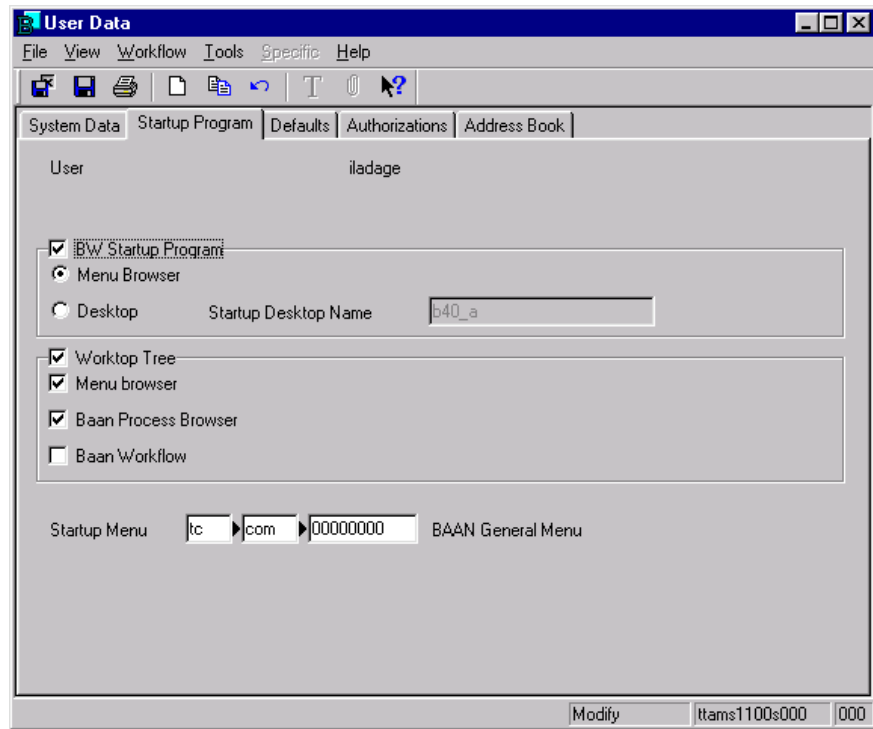 User Data
File View Workflow Tools Specific Help
System Data Startup Program Defaults Authorizations Address Book
User iladage
BW Startup Program
Menu Browser
Desktop Startup Desktop Name b40_a
Worktop Tree
Menu browser
Baan Process Browser
Baan Workflow
Startup Menu tc com 00000000 BAAN General Menu
Modify ttams1100s000 000